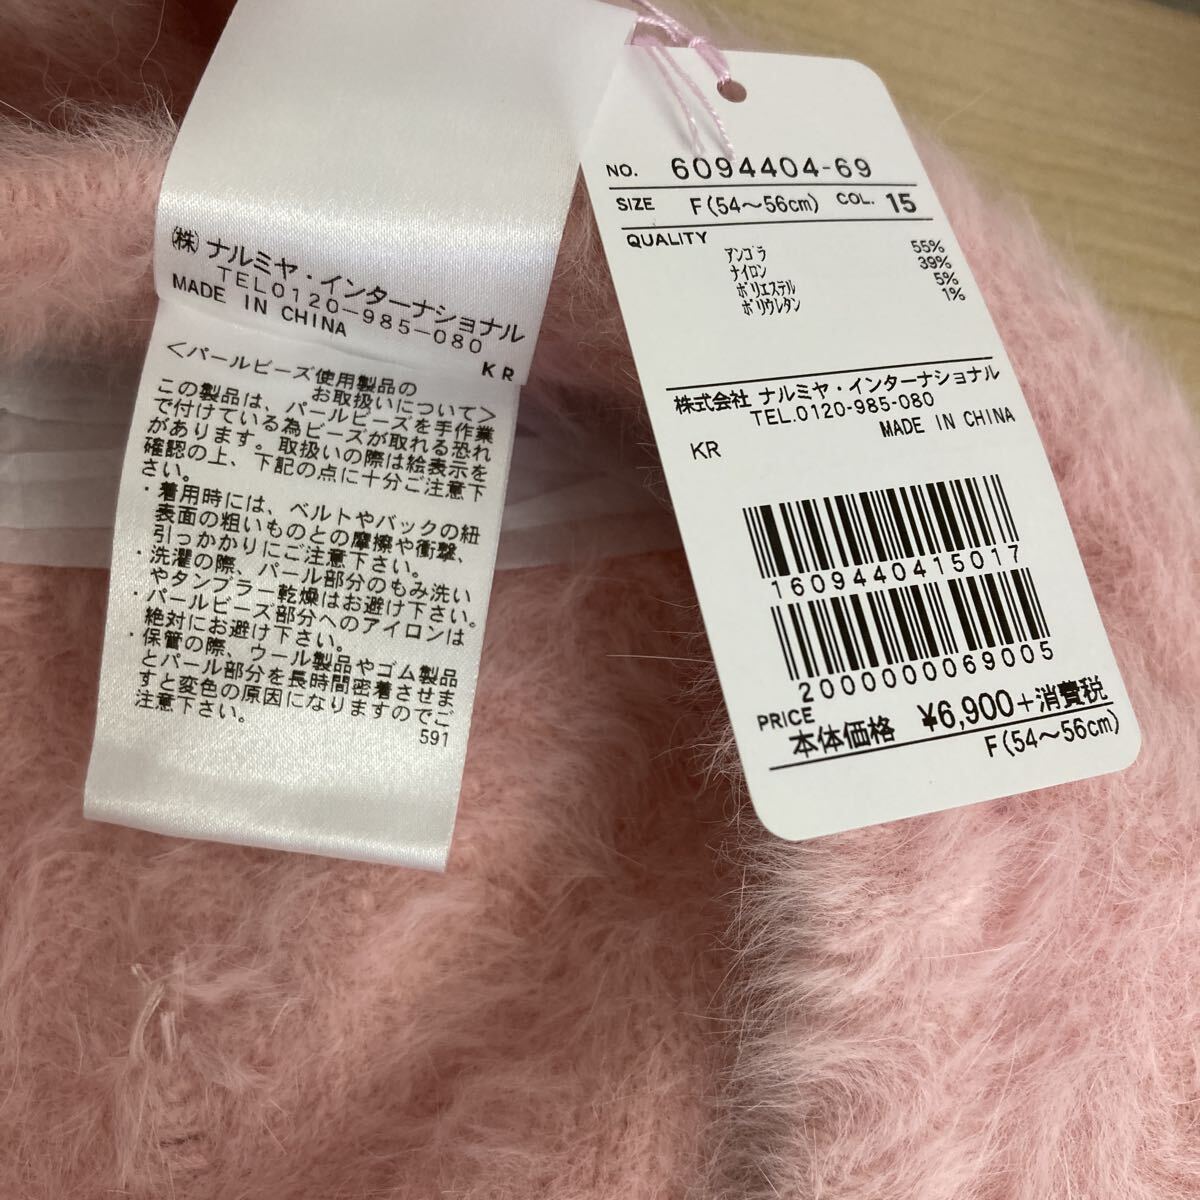 (株)ナルミヤ・インターナショナル
TEL0120-985-080
MADE IN CHINA
KR
<パールビーズ使用製品の
お取扱いについて>
この製品は、パールビーズを手作業
で付けている為ビーズが取れる恐れ
があります。取扱いの際は絵表示を
確認の上、下記の点に十分ご注意下
さい。
・着用時には、ベルトやバックの紐
表面の粗いものとの摩擦や衝撃、
引っかかりにご注意下さい。
・洗濯の際、パール部分のもみ洗い
やタンブラー乾燥はお避け下さい。
・パールビーズ部分へのアイロンは
絶対にお避け下さい。
・保管の際、ウール製品やゴム製品
とパール部分を長時間密着させま
すと変色の原因になりますのでご
注意下さい。
591
NO. 6094404-69
SIZE F(54〜56cm) COL. 15
QUALITY
アンゴラ 55%
ナイロン 39%
ポリエステル 5%
ポリウレタン 1%
株式会社 ナルミヤ・インターナショナル
TEL.0120-985-080
MADE IN CHINA
KR
1609440415017
2000000069005
PRICE
本体価格 ¥6,900+消費税
F(54〜56cm)